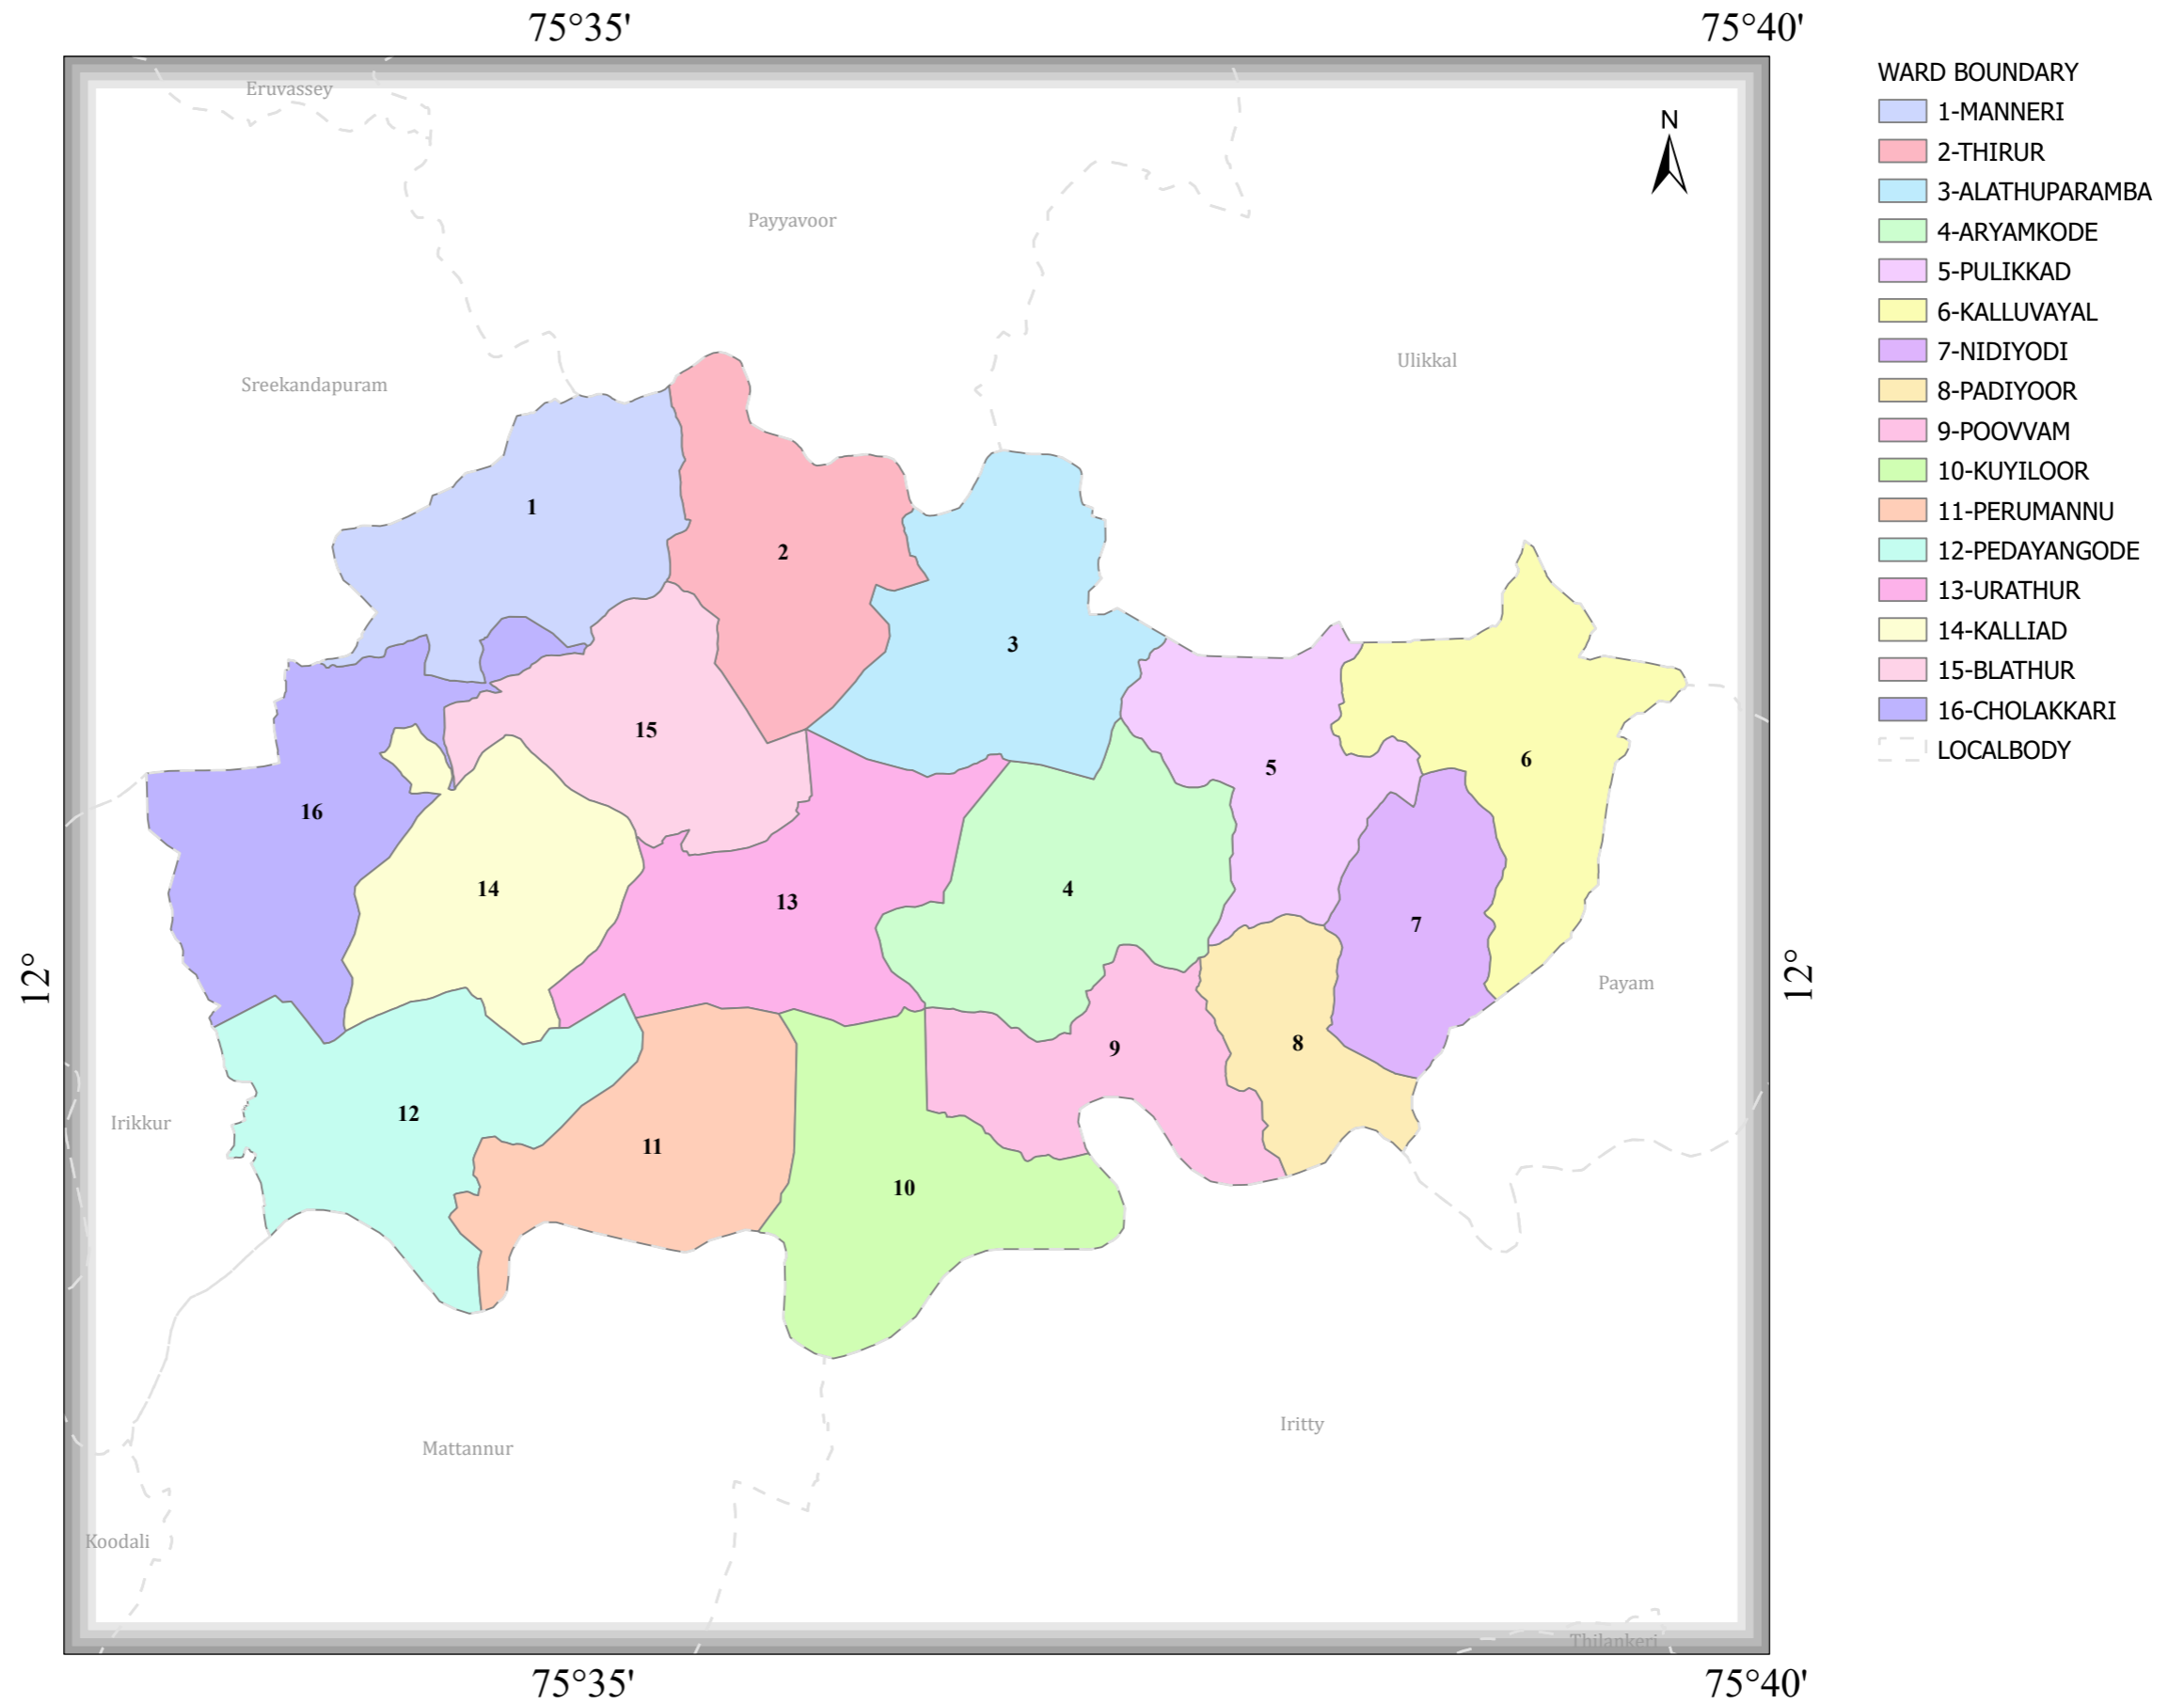 75°35'
75°40'
WARD BOUNDARY
1-MANNERI
2-THIRUR
3-ALATHUPARAMBA
4-ARYAMKODE
5-PULIKKAD
6-KALLUVAYAL
7-NIDIYODI
8-PADIYOOR
9-POOVVAM
10-KUYILOOR
11-PERUMANNU
12-PEDAYANGODE
13-URATHUR
14-KALLIAD
15-BLATHUR
16-CHOLAKKARI
LOCALBODY
N
Eruvassey
Payyavoor
Ulikkal
Sreekandapuram
1
2
3
15
5
6
16
14
13
4
7
12°
12°
Payam
8
9
Irikkur
12
11
10
Iritty
Mattannur
Koodali
Thilankeri
75°35'
75°40'